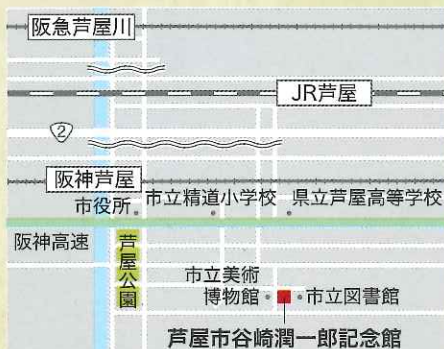 阪急芦屋川
JR芦屋
2
阪神芦屋
市役所
市立精道小学校
県立芦屋高等学校
阪神高速
芦屋公園
市立美術
博物館
市立図書館
芦屋市谷崎潤一郎記念館